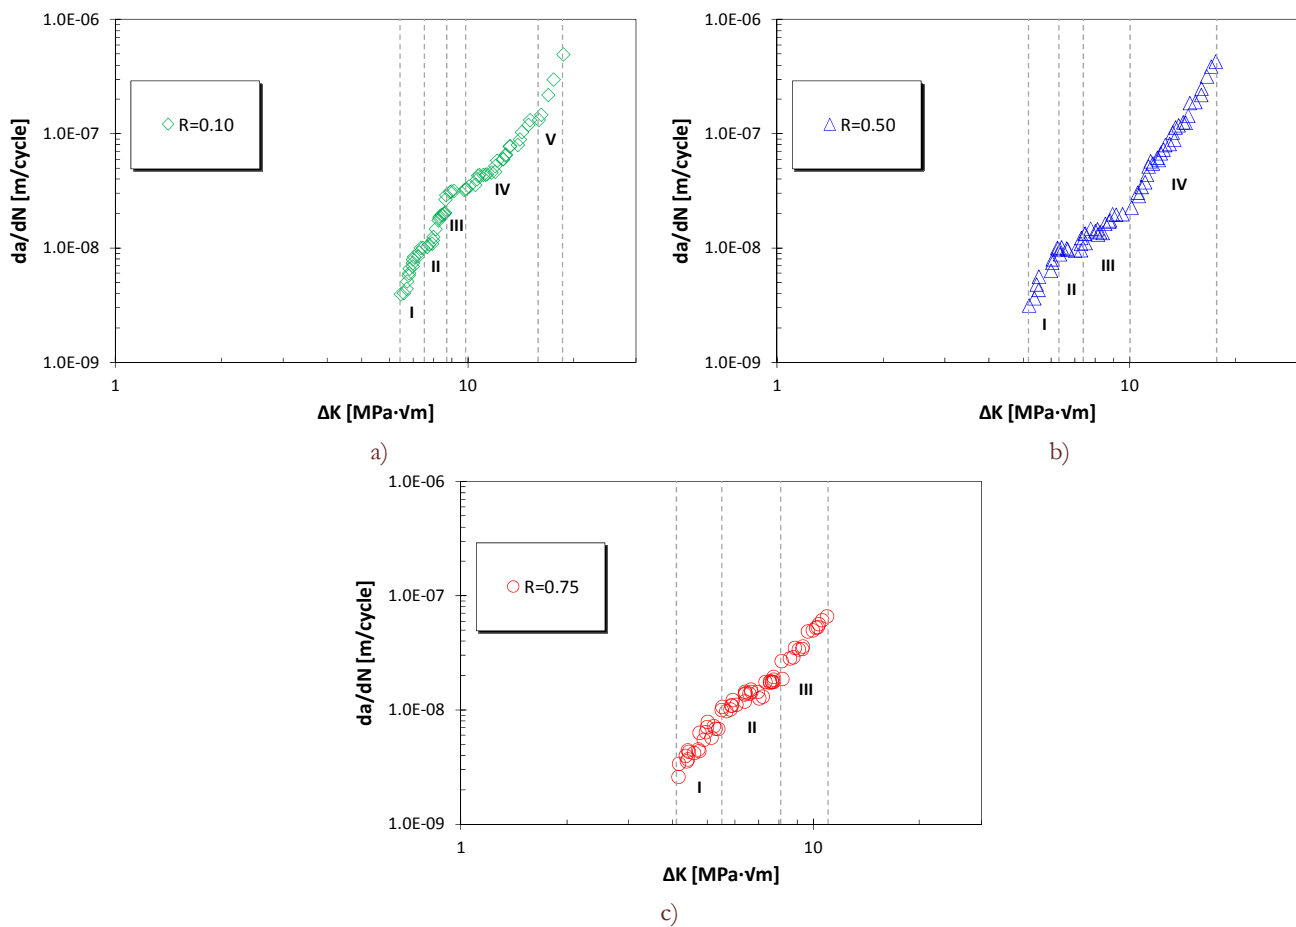 1.0E-06
1.0E-07
1.0E-08
1.0E-09
da/dN [m/cycle]
R=0.10
I
II
III
IV
V
1
10
ΔK [MPa·√m]
a)
1.0E-06
1.0E-07
1.0E-08
1.0E-09
da/dN [m/cycle]
R=0.50
I
II
III
IV
1
10
ΔK [MPa·√m]
b)
1.0E-06
1.0E-07
1.0E-08
1.0E-09
da/dN [m/cycle]
R=0.75
I
II
III
1
10
ΔK [MPa·√m]
c)